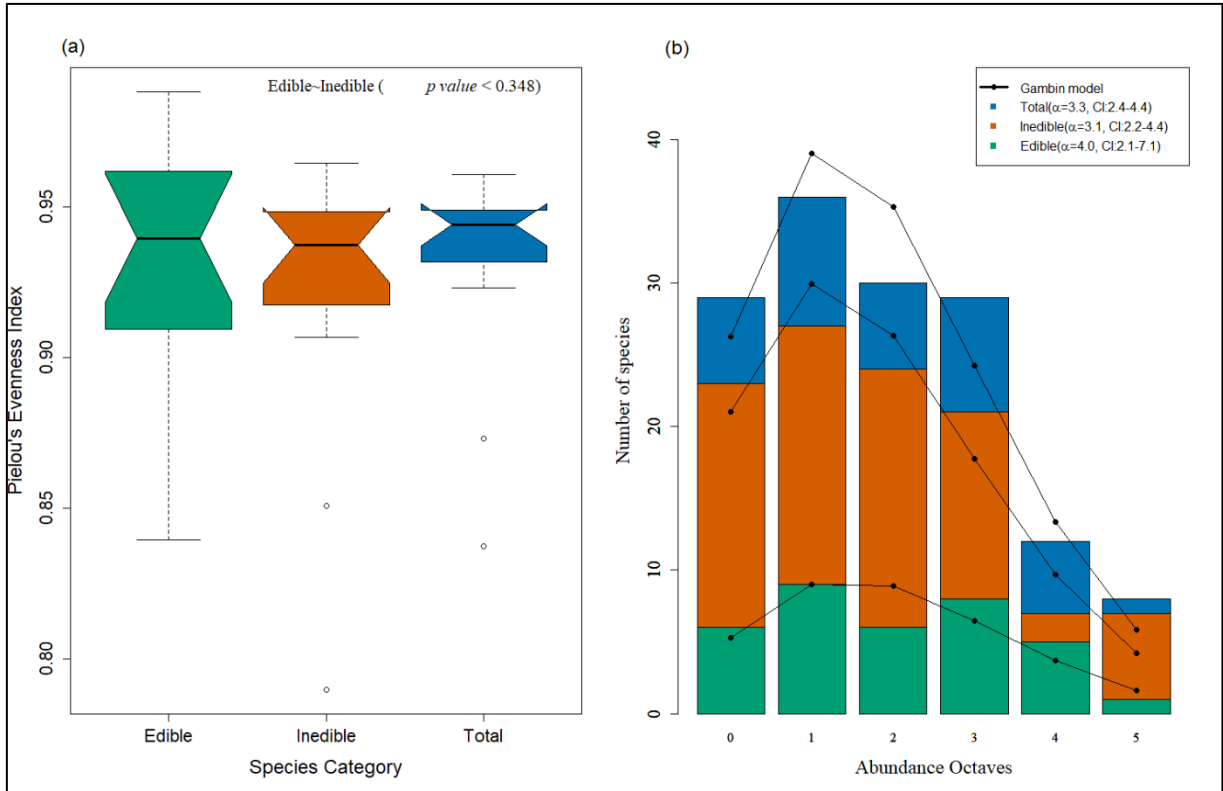 (a)
Edible~Inedible ( p value < 0.348)
Pielou's Evenness Index
0.95
0.90
0.85
0.80
Edible Inedible Total
Species Category
(b)
Gambin model
Total(α=3.3, CI:2.4-4.4)
Inedible(α=3.1, CI:2.2-4.4)
Edible(α=4.0, CI:2.1-7.1)
Number of species
40
30
20
10
0
0 1 2 3 4 5
Abundance Octaves